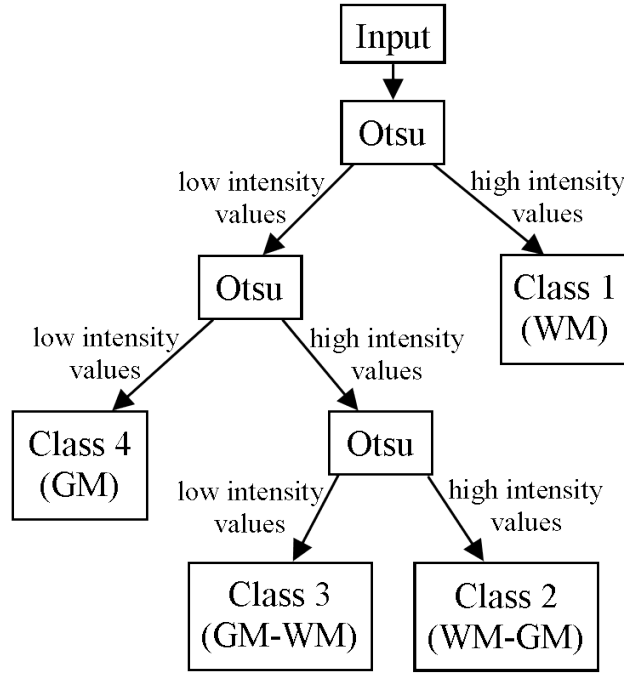 Input
Otsu
low intensity
values
high intensity
values
Otsu
Class 1
(WM)
low intensity
values
high intensity
values
Class 4
(GM)
Otsu
low intensity
values
high intensity
values
Class 3
(GM-WM)
Class 2
(WM-GM)